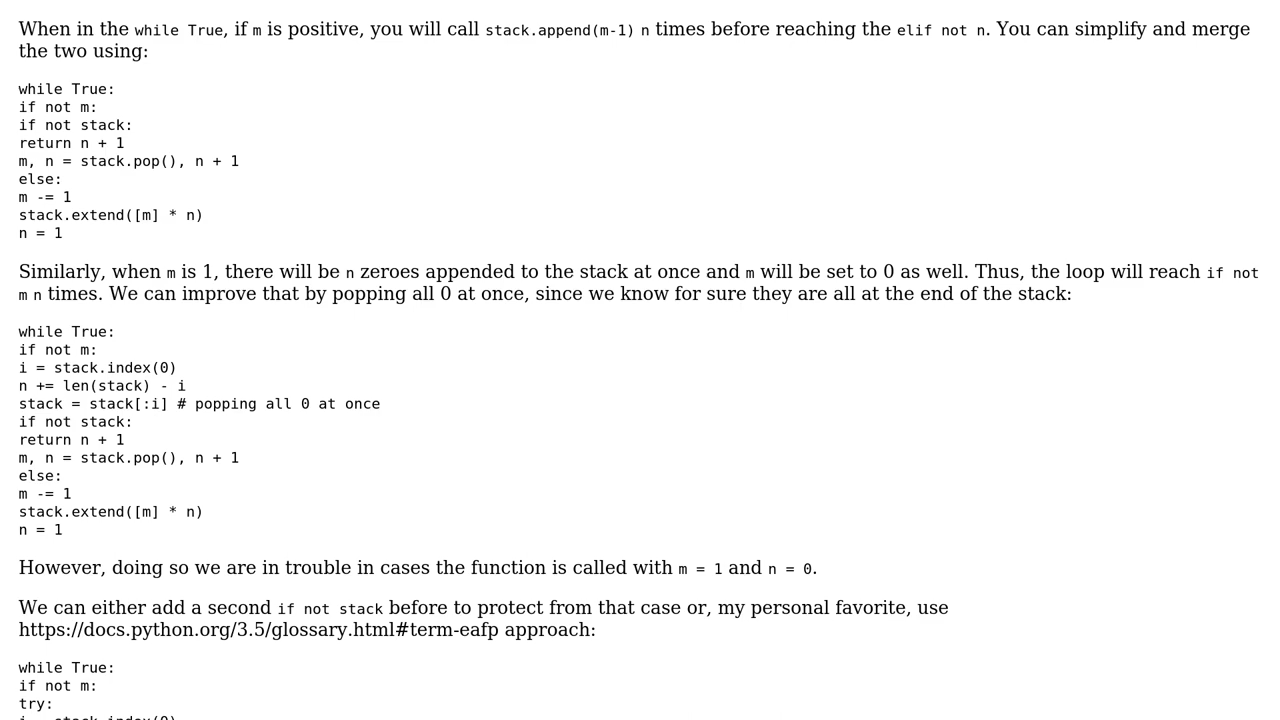 When in the while True, if m is positive, you will call stack.append(m-1) n times before reaching the elif not n. You can simplify and merge
the two using:
while True:
if not m:
if not stack:
return n + 1
m, n = stack.pop(), n + 1
else:
m -= 1
stack.extend([m] * n)
n = 1
Similarly, when m is 1, there will be n zeroes appended to the stack at once and m will be set to 0 as well. Thus, the loop will reach if not
m n times. We can improve that by popping all 0 at once, since we know for sure they are all at the end of the stack:
while True:
if not m:
i = stack.index(0)
n += len(stack) - i
stack = stack[:i] # popping all 0 at once
if not stack:
return n + 1
m, n = stack.pop(), n + 1
else:
m -= 1
stack.extend([m] * n)
n = 1
However, doing so we are in trouble in cases the function is called with m = 1 and n = 0.
We can either add a second if not stack before to protect from that case or, my personal favorite, use
https://docs.python.org/3.5/glossary.html#term-eafp approach:
while True:
if not m:
try:
i = stack.index(0)